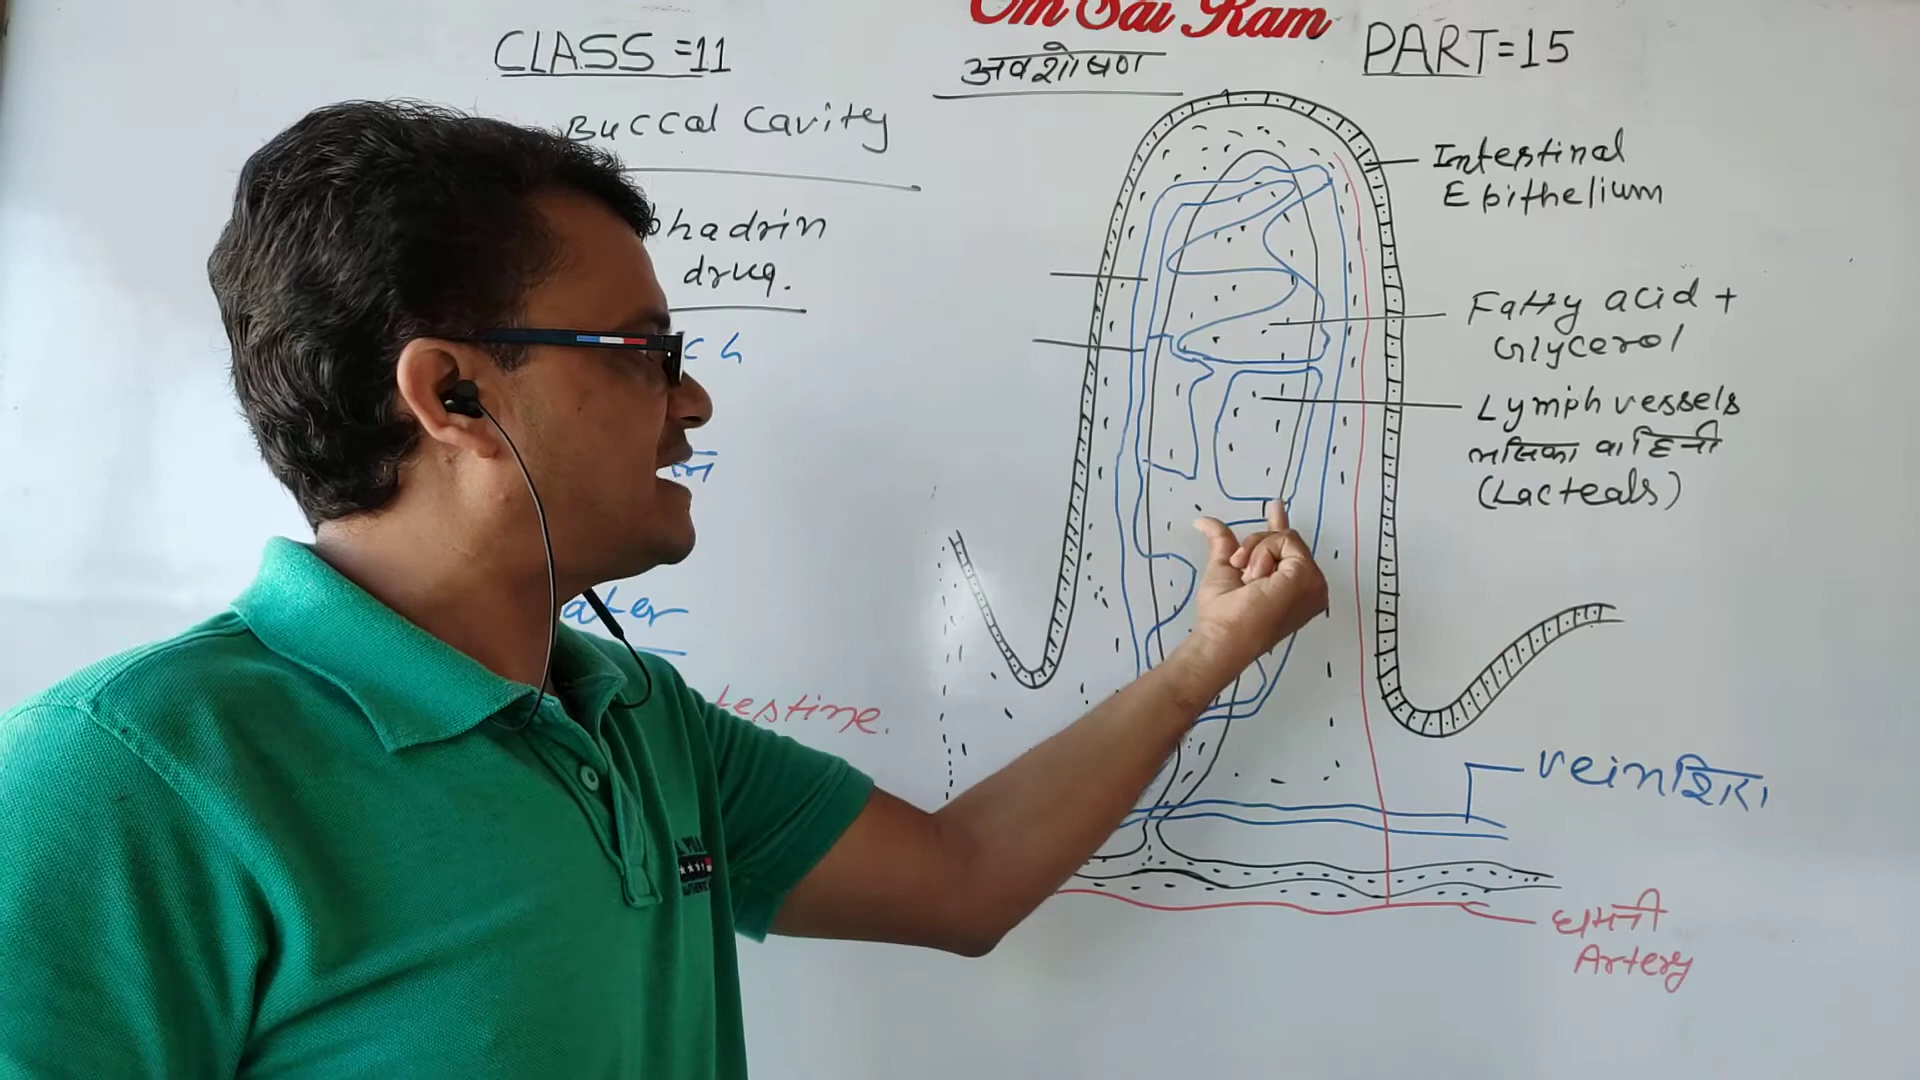 Om Sai Ram
CLASS =11
अवशोषण
PART=15
Buccal Cavity
drug.
Intestinal
Epithelium
Fatty acid +
Glycerol
Lymph vessels
लसिका वाहिनी
(Lacteals)
vein शिरा
धमनी
Artery